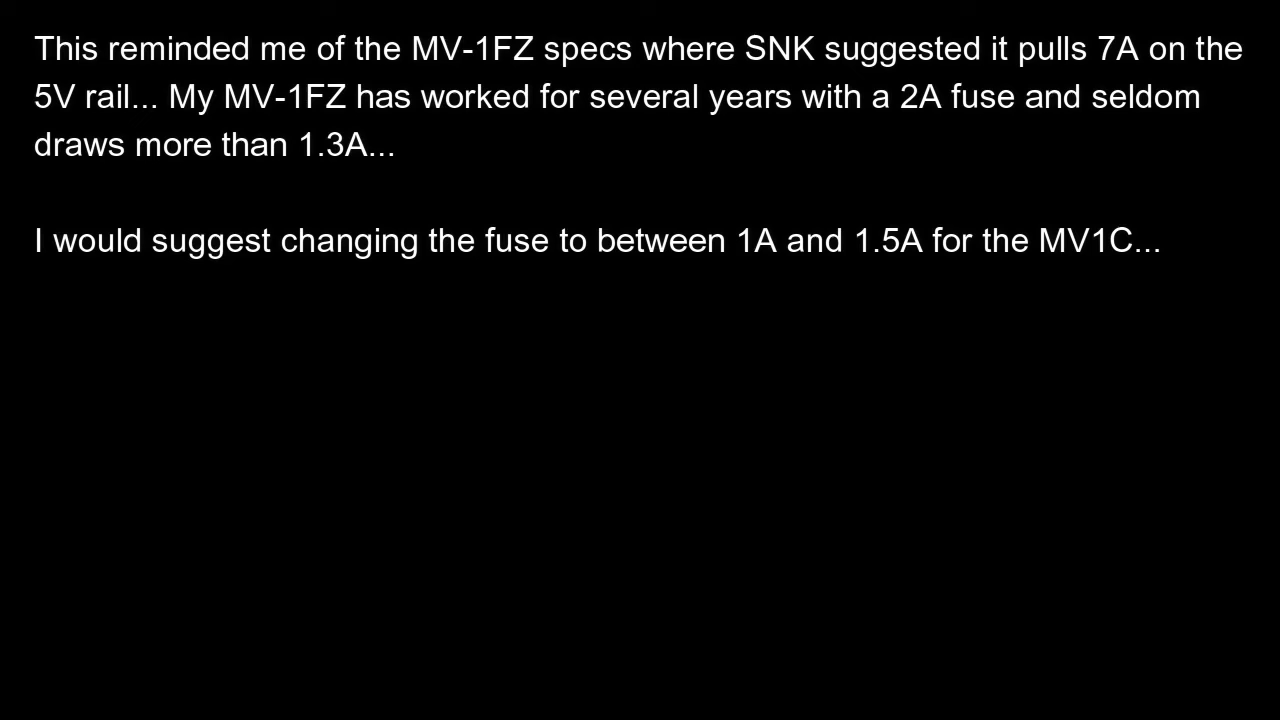 This reminded me of the MV-1FZ specs where SNK suggested it pulls 7A on the
5V rail... My MV-1FZ has worked for several years with a 2A fuse and seldom
draws more than 1.3A...
I would suggest changing the fuse to between 1A and 1.5A for the MV1C...